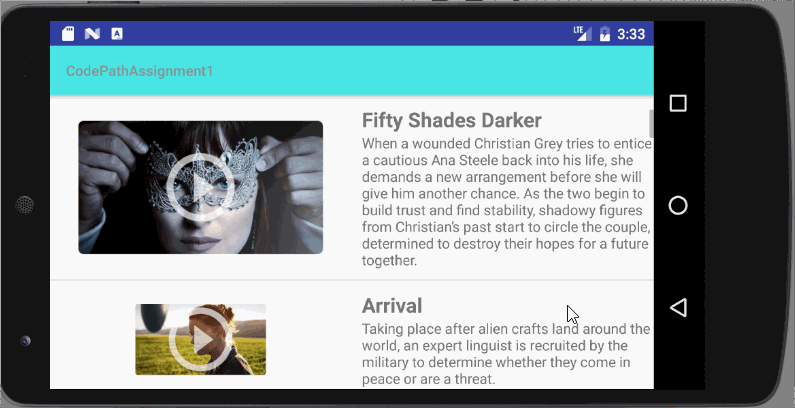 LTE 3:33
CodePathAssignment1
Fifty Shades Darker
When a wounded Christian Grey tries to entice
a cautious Ana Steele back into his life, she
demands a new arrangement before she will
give him another chance. As the two begin to
build trust and find stability, shadowy figures
from Christian's past start to circle the couple,
determined to destroy their hopes for a future
together.
Arrival
Taking place after alien crafts land around the
world, an expert linguist is recruited by the
military to determine whether they come in
peace or are a threat.